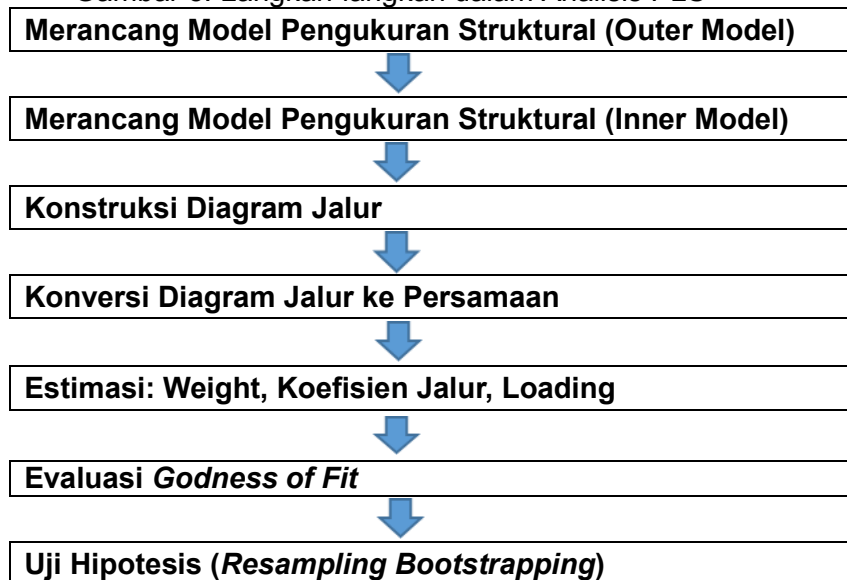 Merancang Model Pengukuran Struktural (Outer Model)
Merancang Model Pengukuran Struktural (Inner Model)
Konstruksi Diagram Jalur
Konversi Diagram Jalur ke Persamaan
Estimasi: Weight, Koefisien Jalur, Loading
Evaluasi Godness of Fit
Uji Hipotesis (Resampling Bootstrapping)